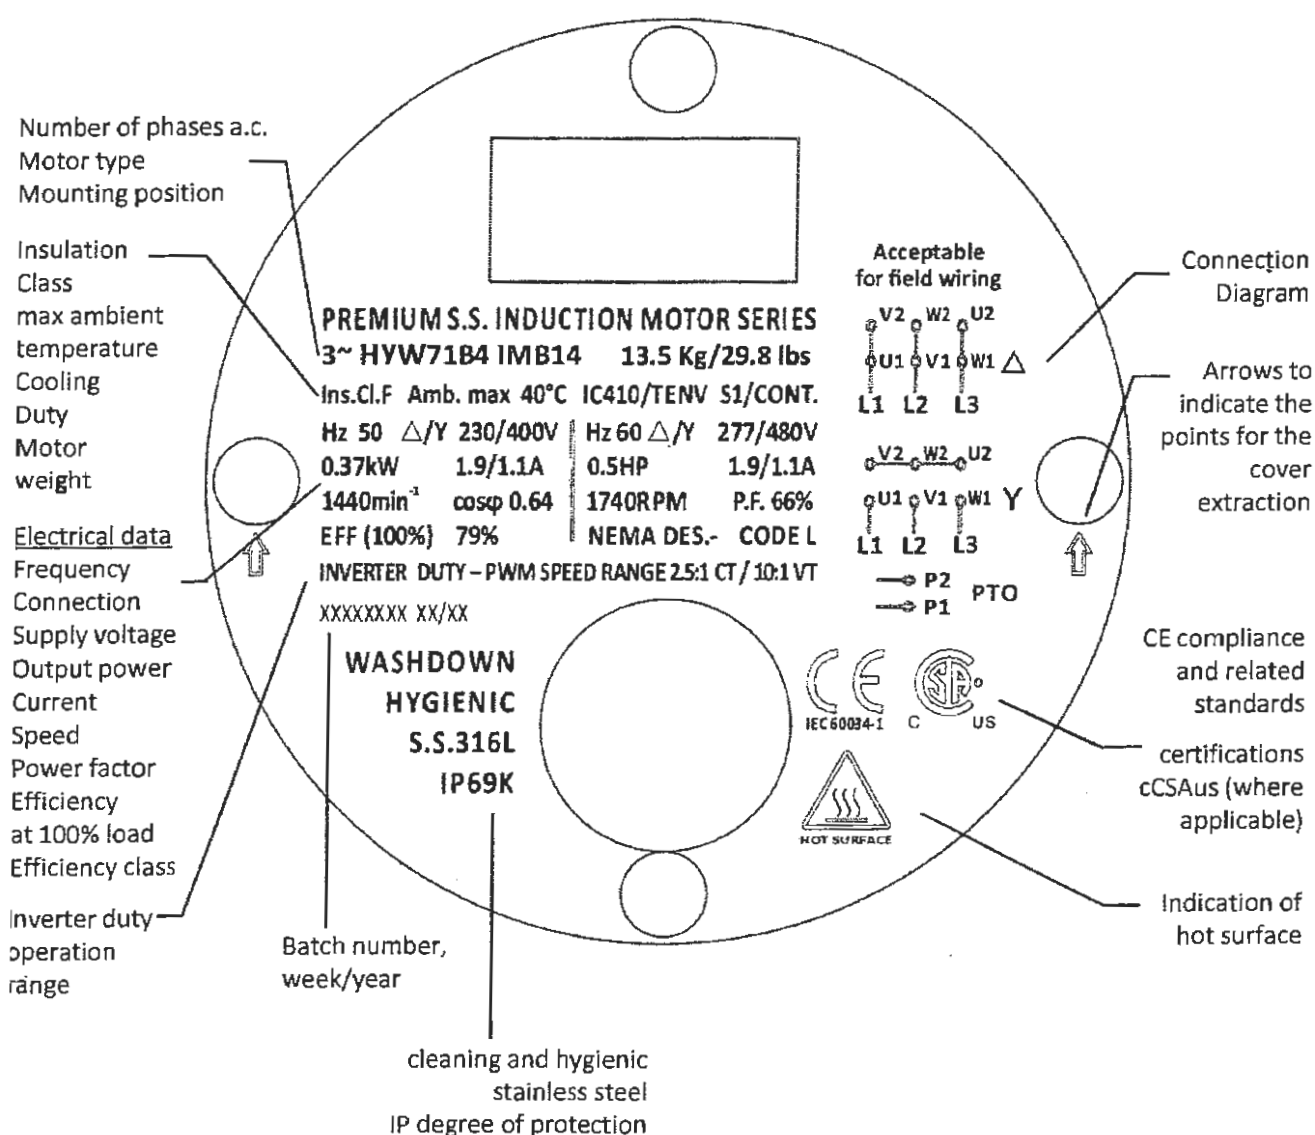 Number of phases a.c.
Motor type
Mounting position
Insulation
Class
max ambient
temperature
Cooling
Duty
Motor
weight
Electrical data
Frequency
Connection
Supply voltage
Output power
Current
Speed
Power factor
Efficiency
at 100% load
Efficiency class
Inverter duty
operation
range
PREMIUM S.S. INDUCTION MOTOR SERIES
3~ HYW71B4 IMB14 13.5 Kg/29.8 lbs
Ins.Cl.F Amb. max 40°C IC410/TENV S1/CONT.
Hz 50 △/Y 230/400V Hz 60 △/Y 277/480V
0.37kW 1.9/1.1A 0.5HP 1.9/1.1A
1440min⁻¹ cosφ 0.64 1740RPM P.F. 66%
EFF (100%) 79% NEMA DES.- CODE L
INVERTER DUTY – PWM SPEED RANGE 2.5:1 CT / 10:1 VT
XXXXXXXX XX/XX
WASHDOWN
HYGIENIC
S.S.316L
IP69K
Acceptable
for field wiring
V2 W2 U2
U1 V1 W1 △
L1 L2 L3
V2 W2 U2
U1 V1 W1 Y
L1 L2 L3
P2
PTO
P1
CE
IEC60034-1
SA
C US
HOT SURFACE
Connection
Diagram
Arrows to
indicate the
points for the
cover
extraction
CE compliance
and related
standards
certifications
cCSAus (where
applicable)
Indication of
hot surface
Batch number,
week/year
cleaning and hygienic
stainless steel
IP degree of protection